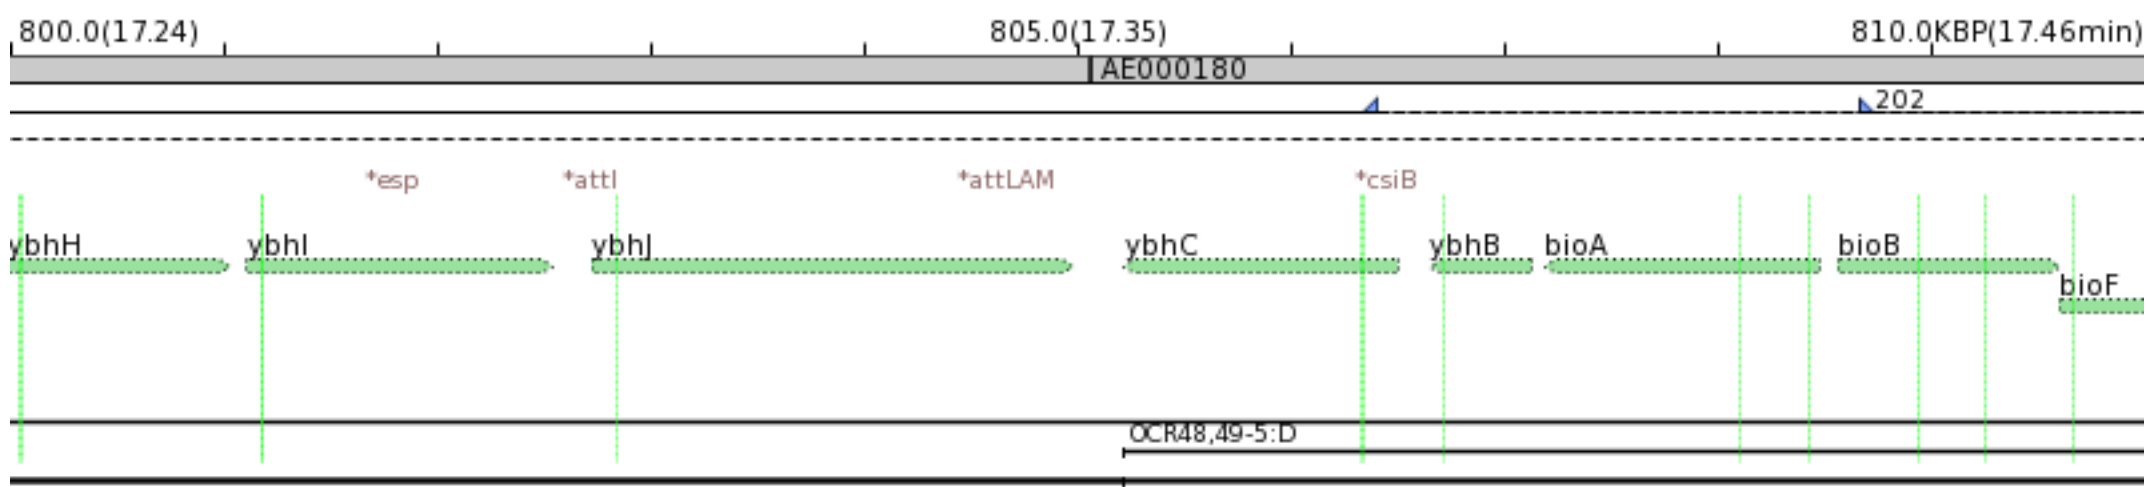 800.0(17.24) 805.0(17.35) 810.0KBP(17.46min)
AE000180
202
*esp *attI *attLAM *csiB
ybhH ybhI ybhJ ybhC ybhB bioA bioB
bioF
OCR48,49-5:D